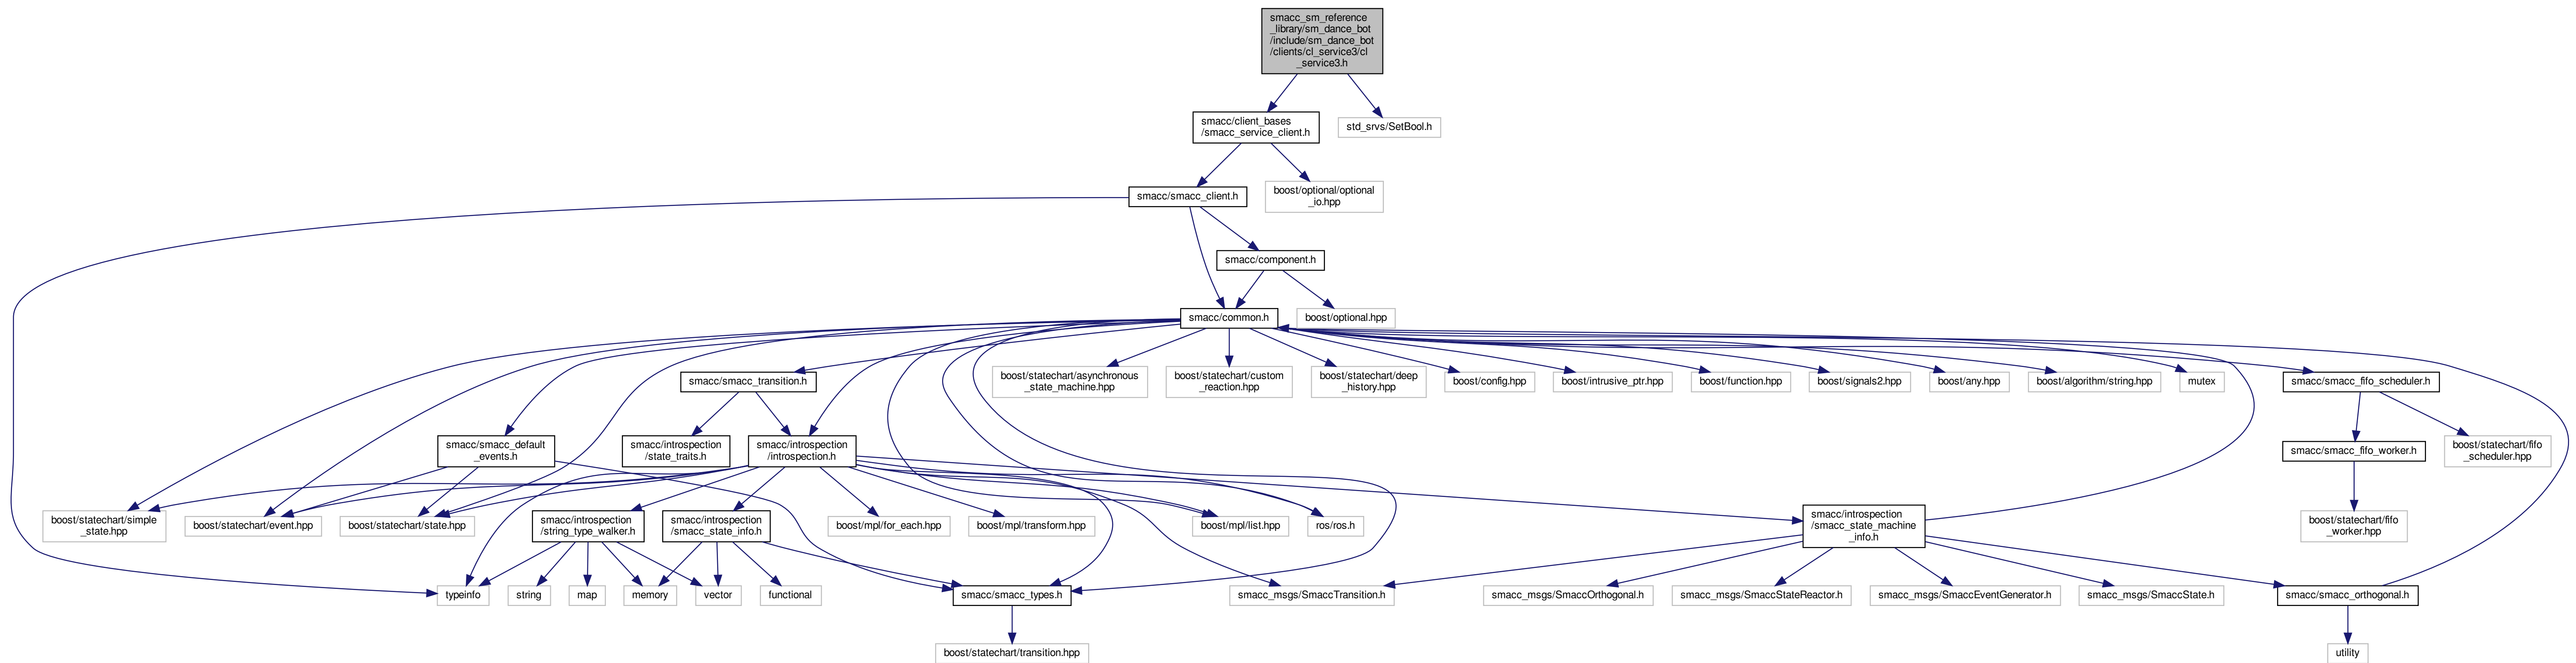 smacc_sm_reference
_library/sm_dance_bot
/include/sm_dance_bot
/clients/cl_service3/cl
_service3.h
smacc/client_bases
/smacc_service_client.h
std_srvs/SetBool.h
smacc/smacc_client.h
boost/optional/optional
_io.hpp
smacc/component.h
smacc/common.h
boost/optional.hpp
smacc/smacc_transition.h
boost/statechart/asynchronous
_state_machine.hpp
boost/statechart/custom
_reaction.hpp
boost/statechart/deep
_history.hpp
boost/config.hpp
boost/intrusive_ptr.hpp
boost/function.hpp
boost/signals2.hpp
boost/any.hpp
boost/algorithm/string.hpp
mutex
smacc/smacc_fifo_scheduler.h
smacc/smacc_default
_events.h
smacc/introspection
/state_traits.h
smacc/introspection
/introspection.h
smacc/smacc_fifo_worker.h
boost/statechart/fifo
_scheduler.hpp
boost/statechart/simple
_state.hpp
boost/statechart/event.hpp
boost/statechart/state.hpp
smacc/introspection
/string_type_walker.h
smacc/introspection
/smacc_state_info.h
boost/mpl/for_each.hpp
boost/mpl/transform.hpp
boost/mpl/list.hpp
ros/ros.h
smacc/introspection
/smacc_state_machine
_info.h
boost/statechart/fifo
_worker.hpp
typeinfo
string
map
memory
vector
functional
smacc/smacc_types.h
smacc_msgs/SmaccTransition.h
smacc_msgs/SmaccOrthogonal.h
smacc_msgs/SmaccStateReactor.h
smacc_msgs/SmaccEventGenerator.h
smacc_msgs/SmaccState.h
smacc/smacc_orthogonal.h
boost/statechart/transition.hpp
utility